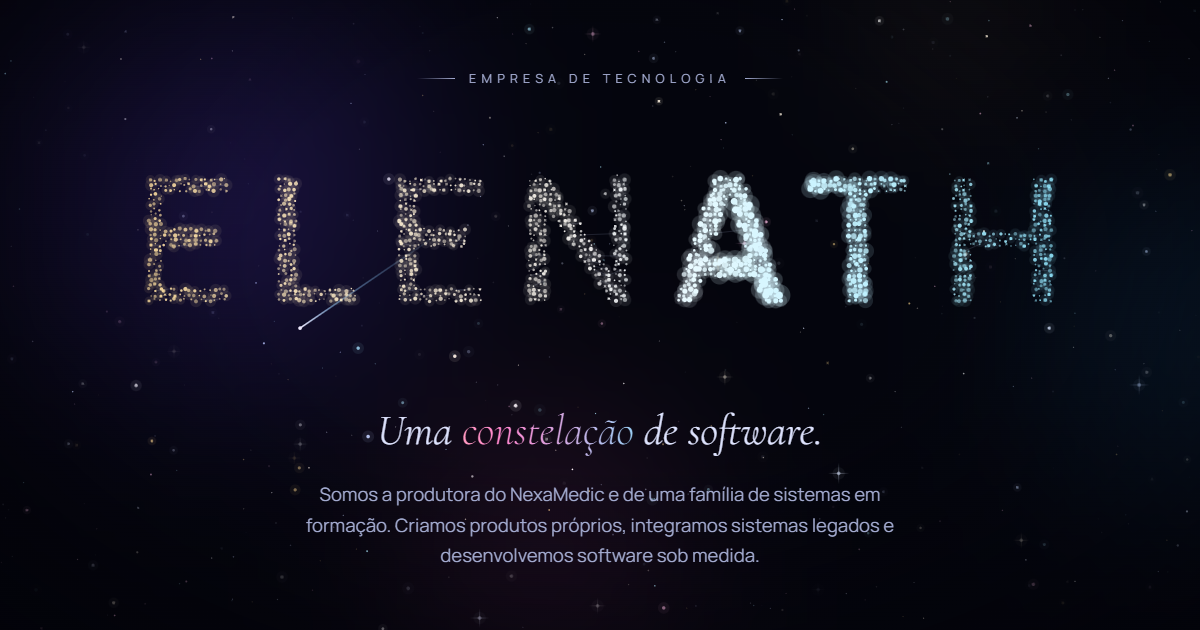 EMPRESA DE TECNOLOGIA
ELENATH
Uma constelação de software.
Somos a produtora do NexaMedic e de uma família de sistemas em
formação. Criamos produtos próprios, integramos sistemas legados e
desenvolvemos software sob medida.